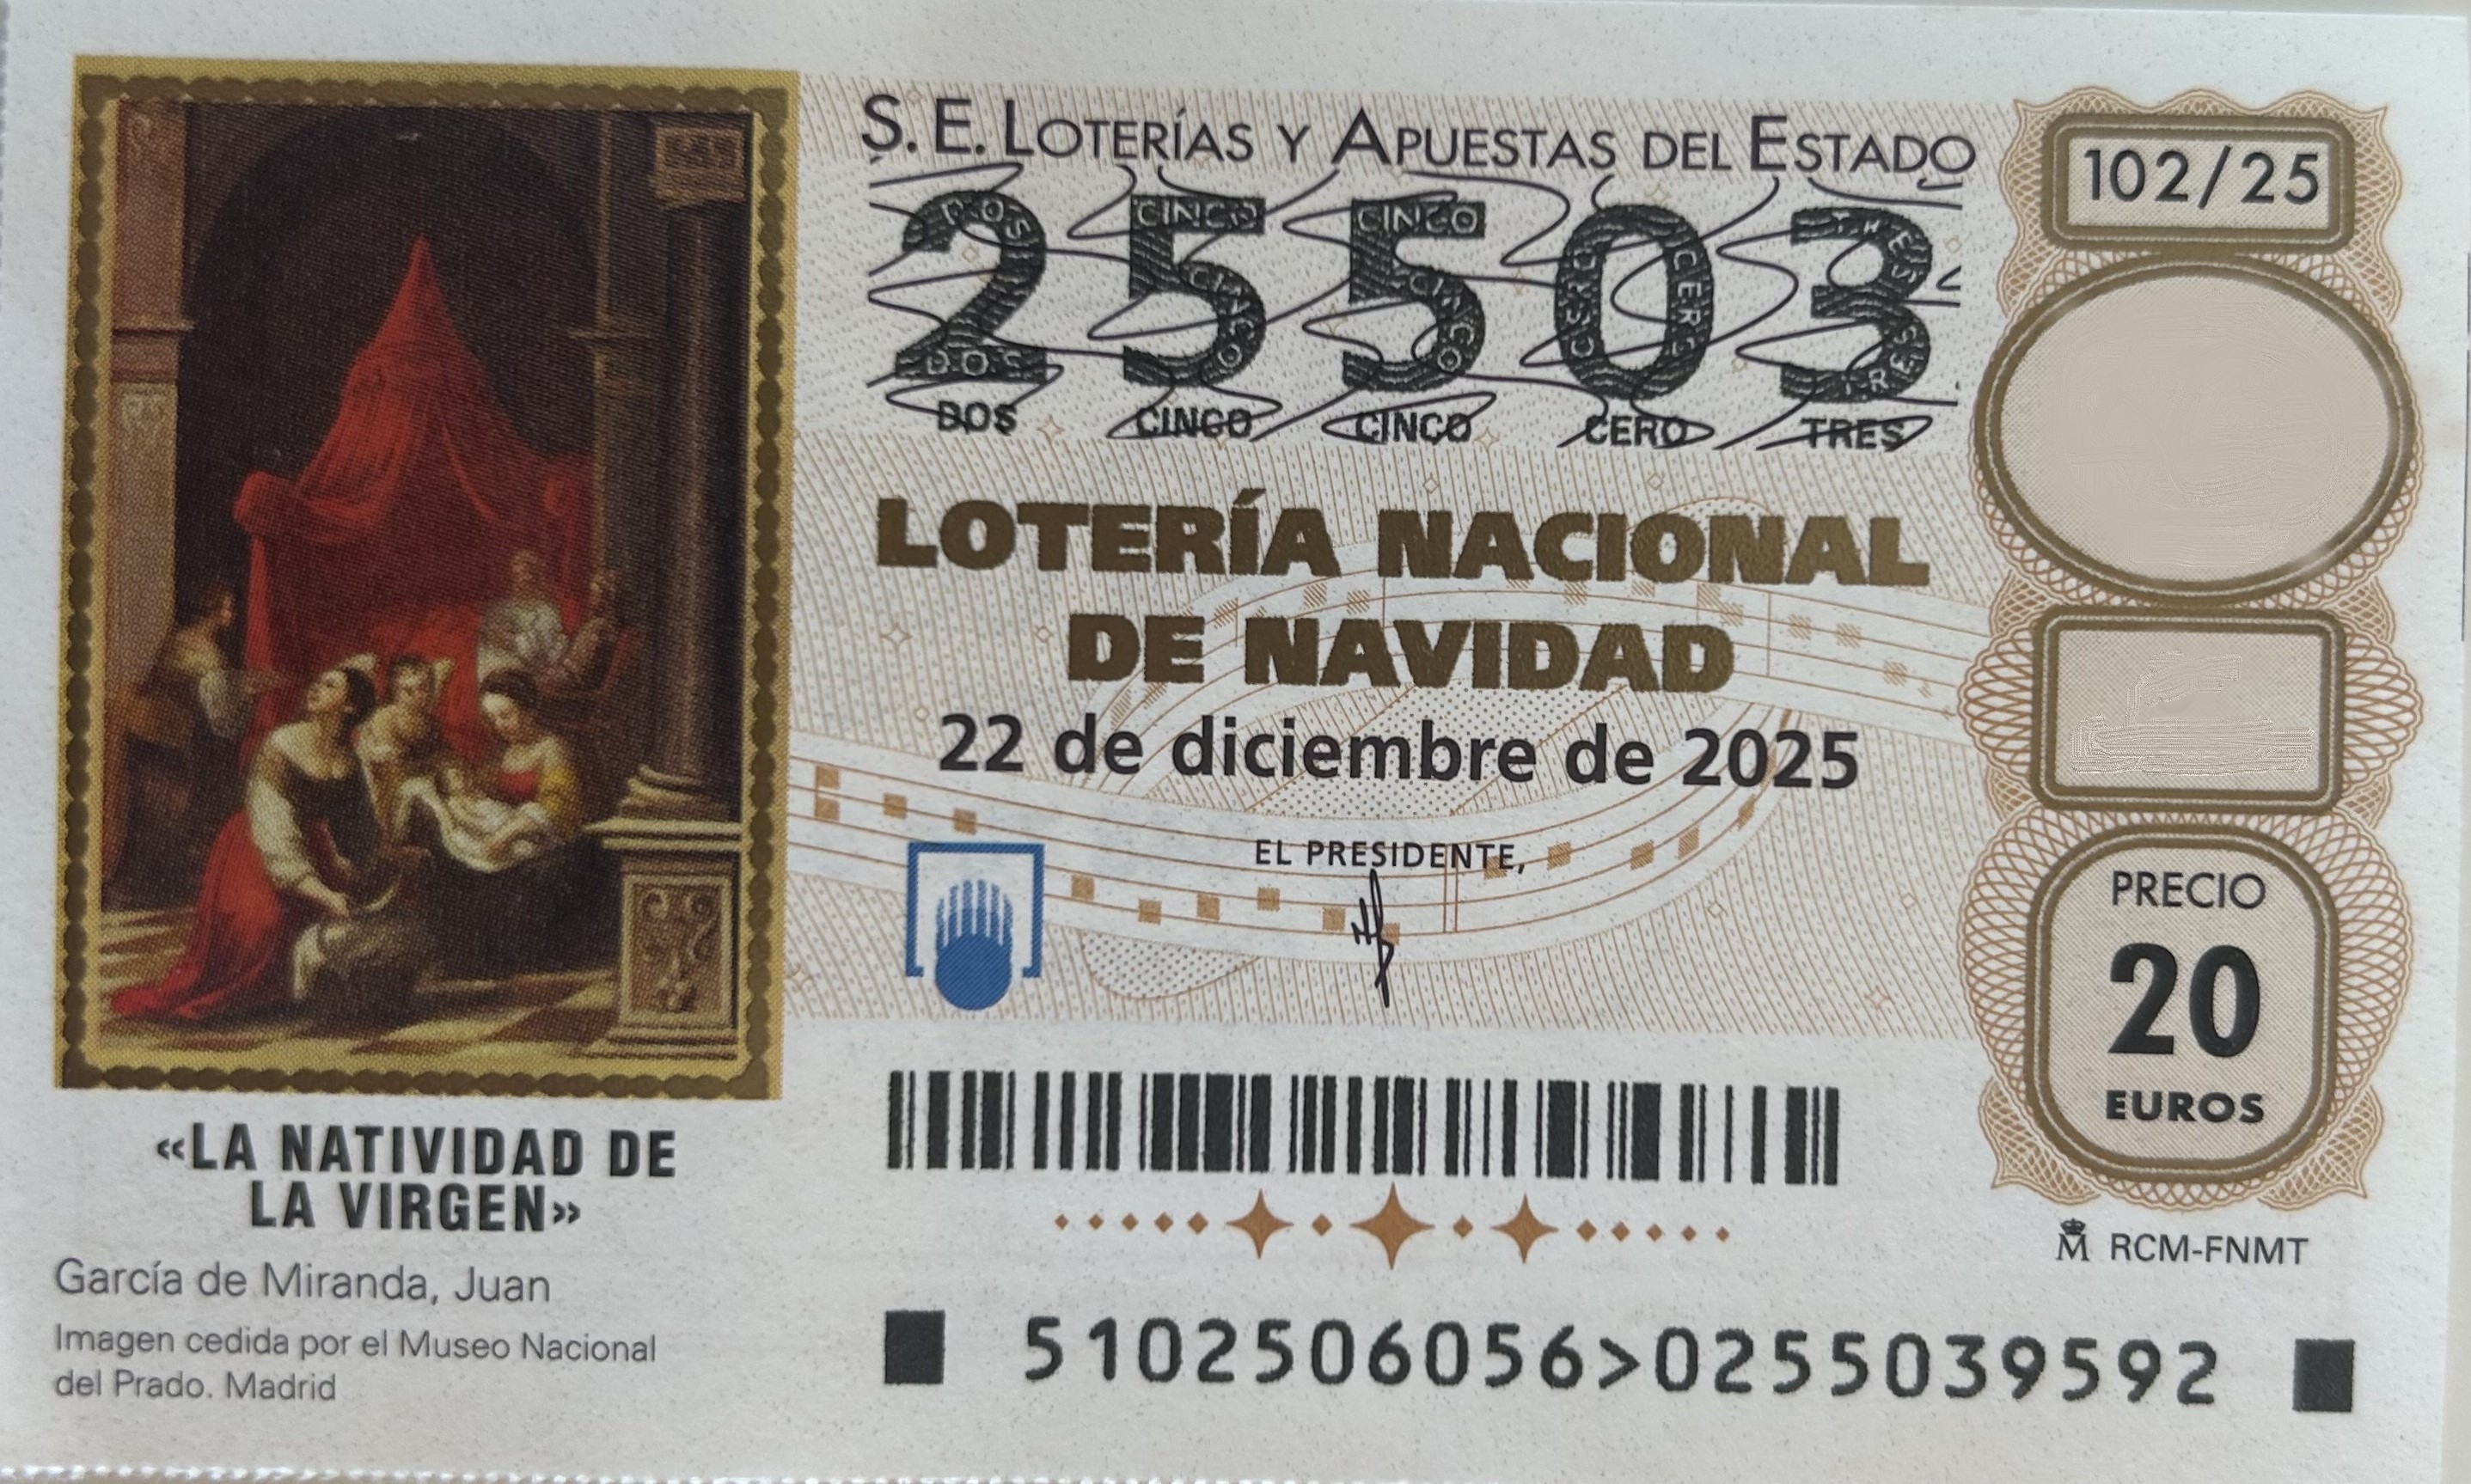 S. E. LOTERÍAS Y APUESTAS DEL ESTADO
102/25
25503
DOS CINCO CINCO CERO TRES
LOTERÍA NACIONAL
DE NAVIDAD
22 de diciembre de 2025
EL PRESIDENTE,
PRECIO
20
EUROS
RCM-FNMT
«LA NATIVIDAD DE
LA VIRGEN»
García de Miranda, Juan
Imagen cedida por el Museo Nacional
del Prado. Madrid
5102506056>0255039592